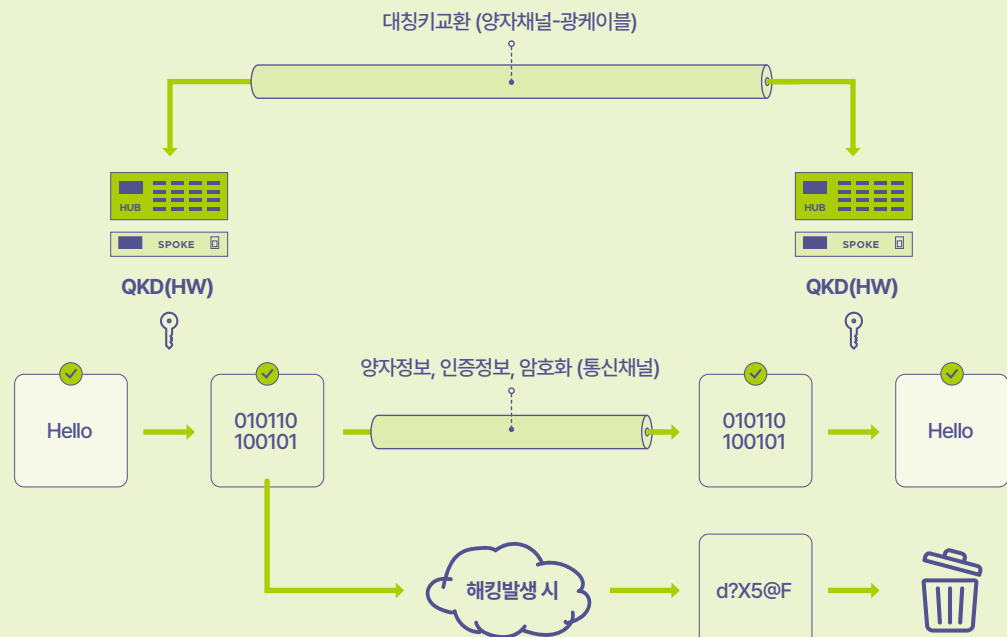 대칭키교환 (양자채널-광케이블)
HUB
HUB
SPOKE
SPOKE
QKD(HW)
QKD(HW)
양자정보, 인증정보, 암호화 (통신채널)
Hello
010110
100101
010110
100101
Hello
해킹발생 시
d?X5@F